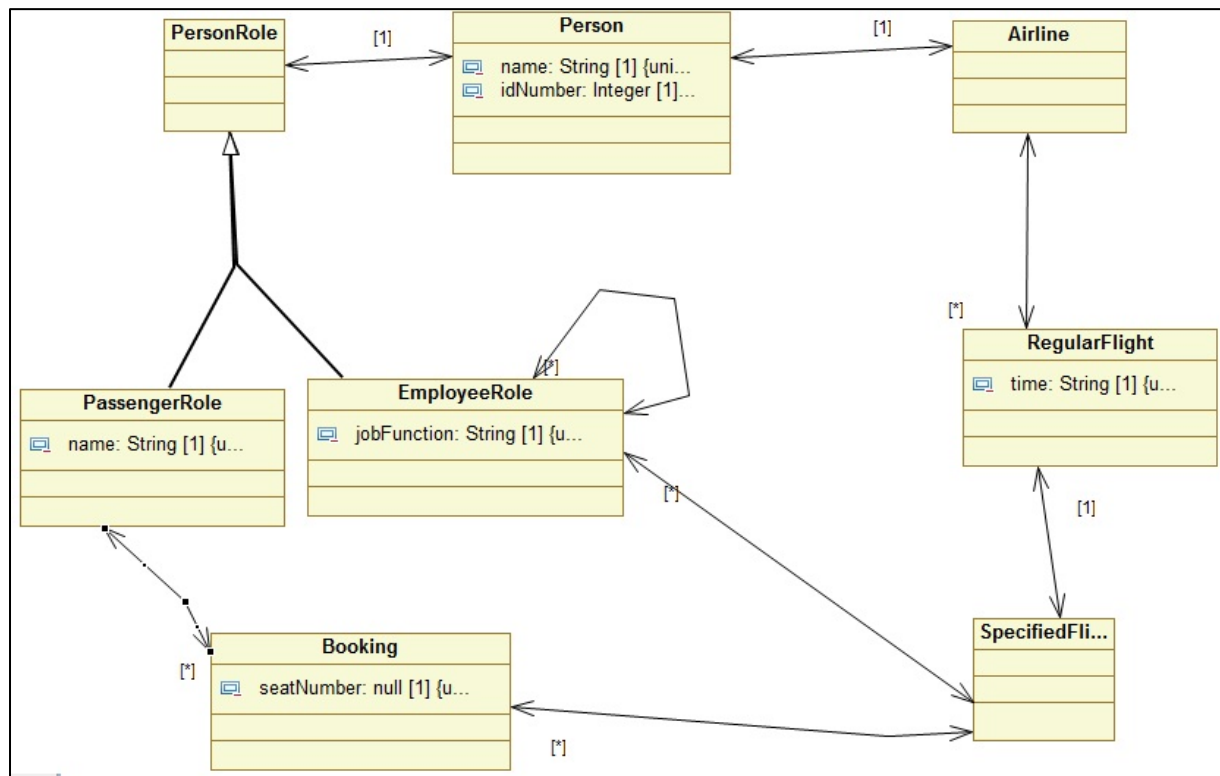 PersonRole
[1]
Person
name: String [1] {uni...
idNumber: Integer [1]...
[1]
Airline
[*]
RegularFlight
time: String [1] {u...
PassengerRole
name: String [1] {u...
[*]
EmployeeRole
jobFunction: String [1] {u...
[*]
[1]
SpecifiedFli...
[*]
Booking
seatNumber: null [1] {u...
[*]